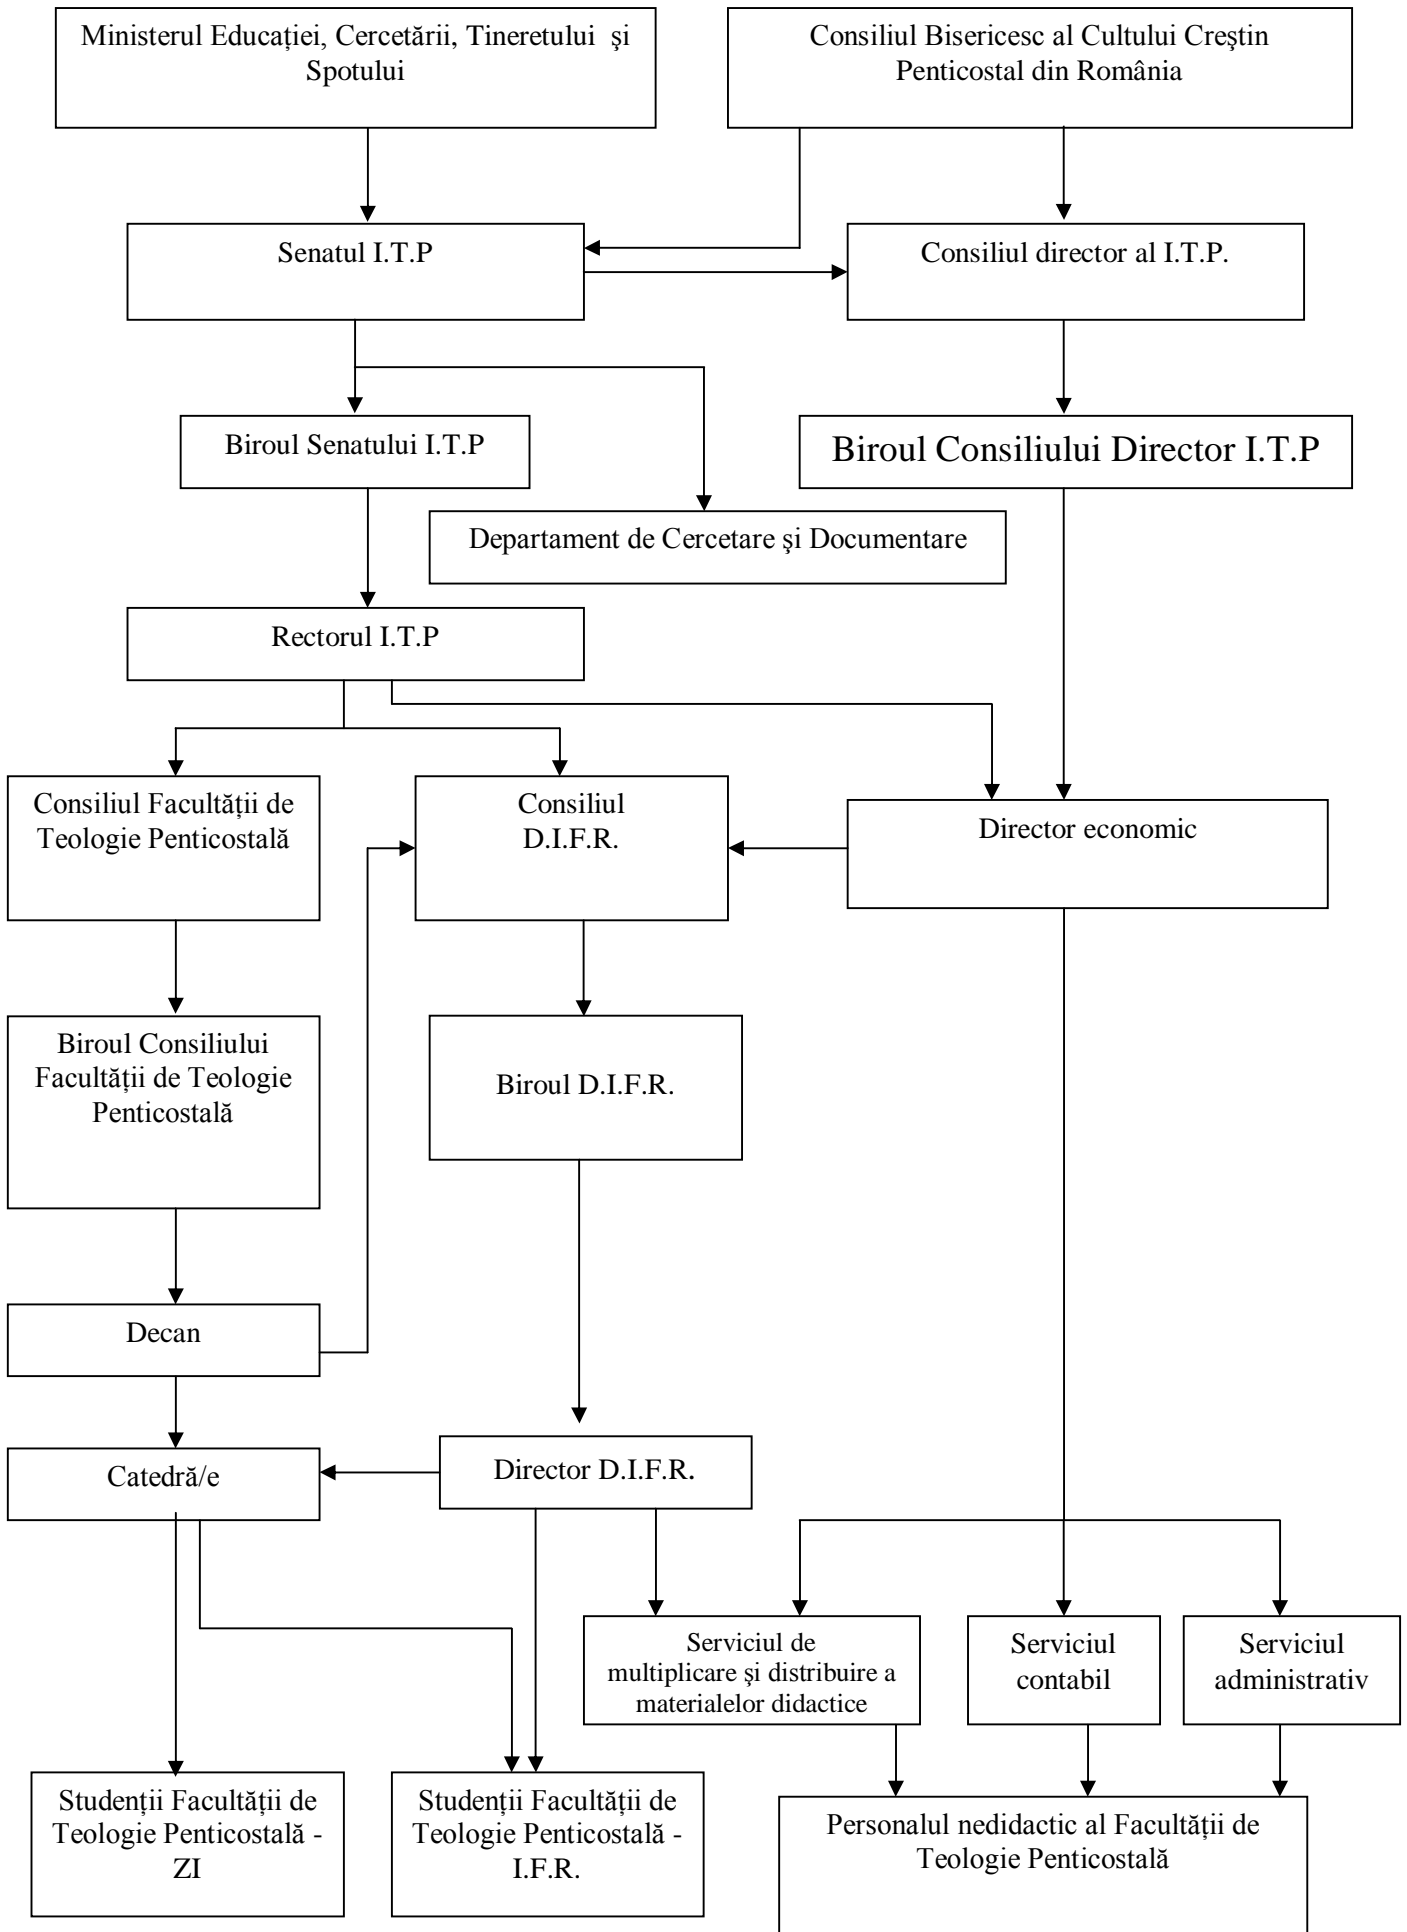 Ministerul Educației, Cercetării, Tineretului şi
Spotului
Consiliul Bisericesc al Cultului Creştin
Penticostal din România
Senatul I.T.P
Consiliul director al I.T.P.
Biroul Senatului I.T.P
Biroul Consiliului Director I.T.P
Departament de Cercetare şi Documentare
Rectorul I.T.P
Consiliul Facultății de
Teologie Penticostală
Consiliul
D.I.F.R.
Director economic
Biroul Consiliului
Facultății de Teologie
Penticostală
Biroul D.I.F.R.
Decan
Catedră/e
Director D.I.F.R.
Serviciul de
multiplicare şi distribuire a
materialelor didactice
Serviciul
contabil
Serviciul
administrativ
Studenții Facultății de
Teologie Penticostală -
ZI
Studenții Facultății de
Teologie Penticostală -
I.F.R.
Personalul nedidactic al Facultății de
Teologie Penticostală